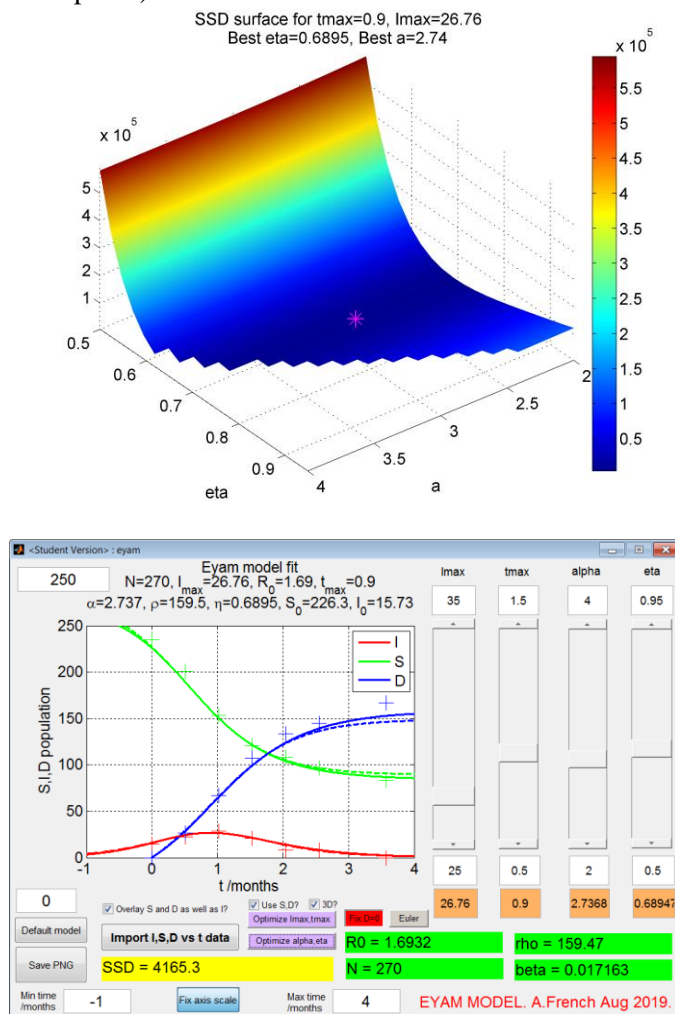 SSD surface for tmax=0.9, Imax=26.76
Best eta=0.6895, Best a=2.74
x 10^5
5
4
3
2
1
0.5
0.6
0.7
0.8
0.9
eta
4
3.5
3
2.5
2
a
x 10^5
5.5
5
4.5
4
3.5
3
2.5
2
1.5
1
0.5
<Student Version> : eyam
250
Eyam model fit
N=270, I_max=26.76, R_0=1.69, t_max=0.9
α=2.737, ρ=159.5, η=0.6895, S_0=226.3, I_0=15.73
250
200
150
100
50
0
S,I,D population
I
S
D
-1 0 1 2 3 4
t /months
Imax tmax alpha eta
35 1.5 4 0.95
25 0.5 2 0.5
26.76 0.9 2.7368 0.68947
0
Overlay S and D as well as I?
Use S,D? 3D?
Default model
Import I,S,D vs t data
Optimize Imax,tmax
Fix D=0
Euler
Optimize alpha,eta
R0 = 1.6932
rho = 159.47
Save PNG
SSD = 4165.3
N = 270
beta = 0.017163
Min time /months
-1
Fix axis scale
Max time /months
4
EYAM MODEL. A.French Aug 2019.